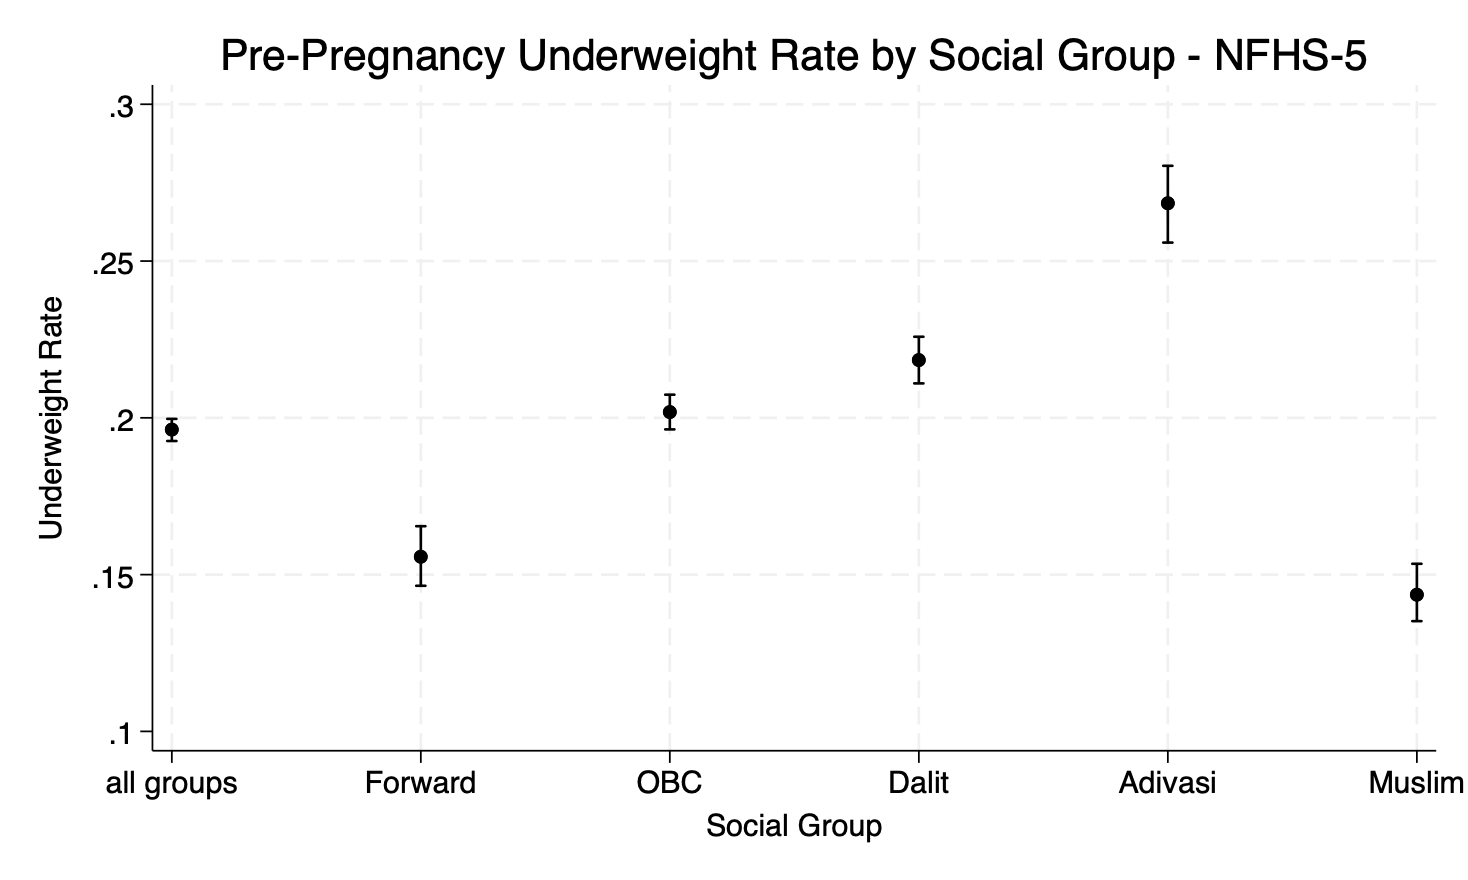 Pre-Pregnancy Underweight Rate by Social Group - NFHS-5
.3
.25
.2
.15
.1
Underweight Rate
all groups Forward OBC Dalit Adivasi Muslim
Social Group